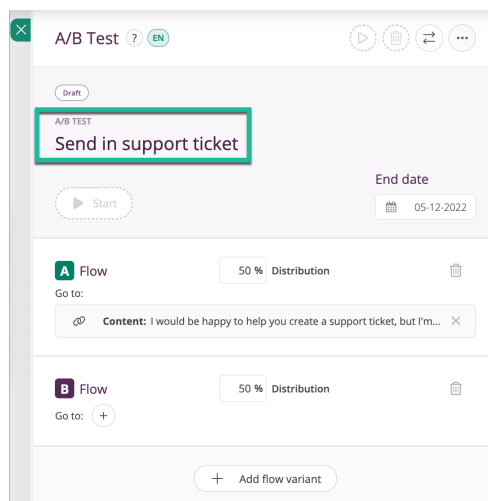 A/B Test ? EN
Draft
A/B TEST
Send in support ticket
End date
Start
05-12-2022
A Flow 50 % Distribution
Go to:
Content: I would be happy to help you create a support ticket, but I'm...
B Flow 50 % Distribution
Go to: +
+ Add flow variant